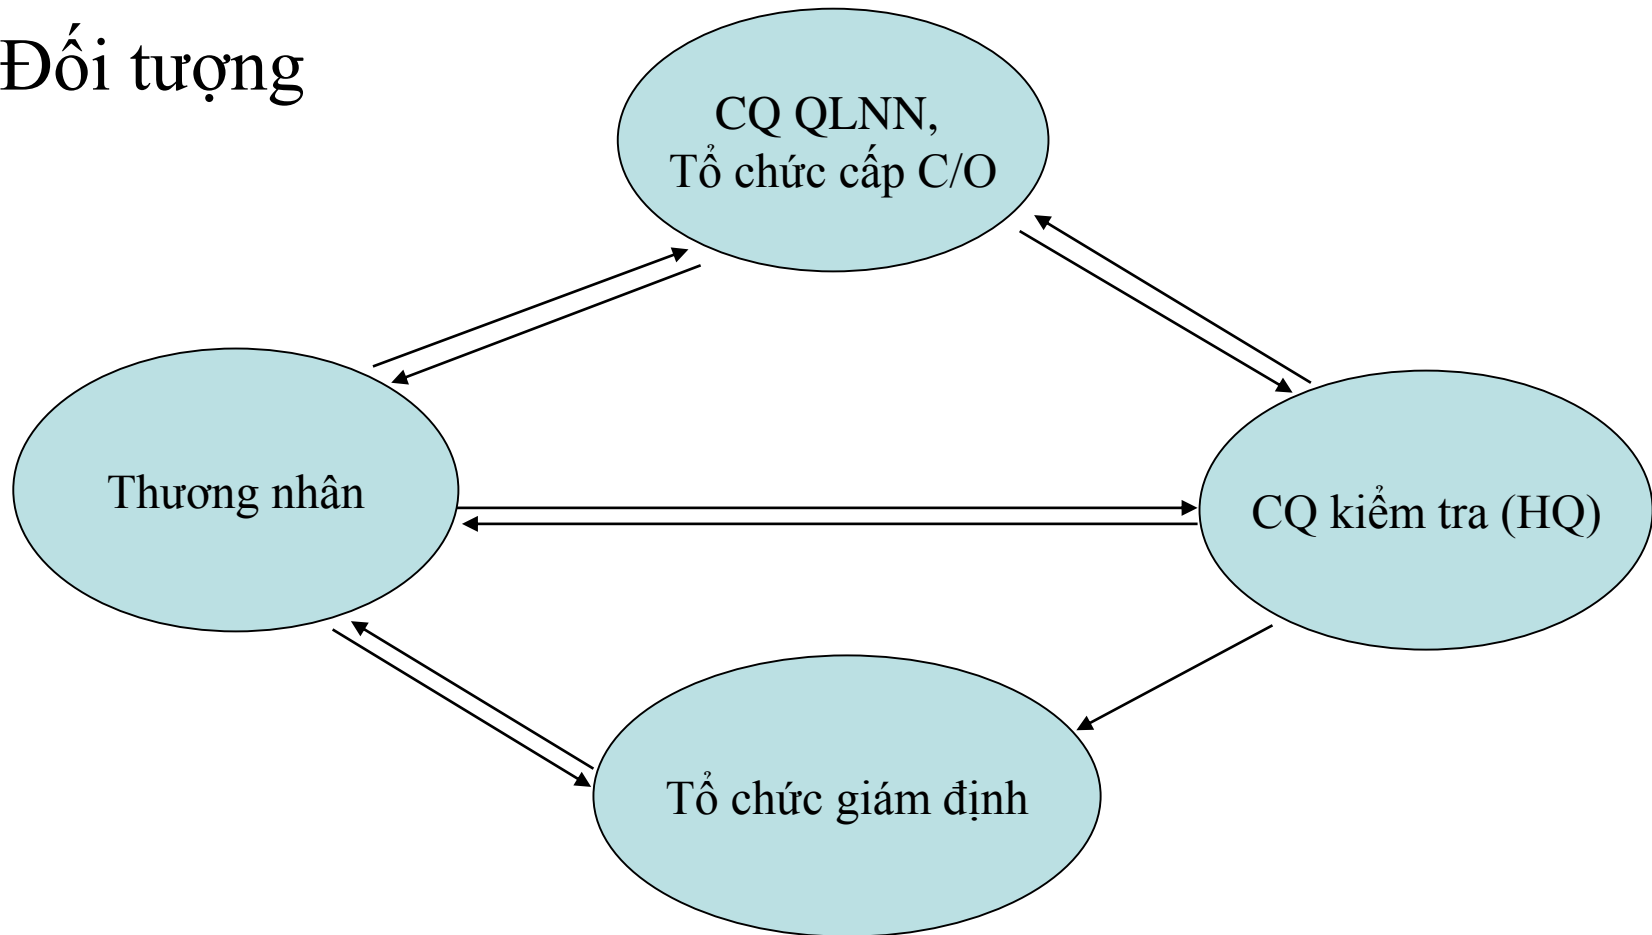 Đối tượng
CQ QLNN,
Tổ chức cấp C/O
Thương nhân
CQ kiểm tra (HQ)
Tổ chức giám định